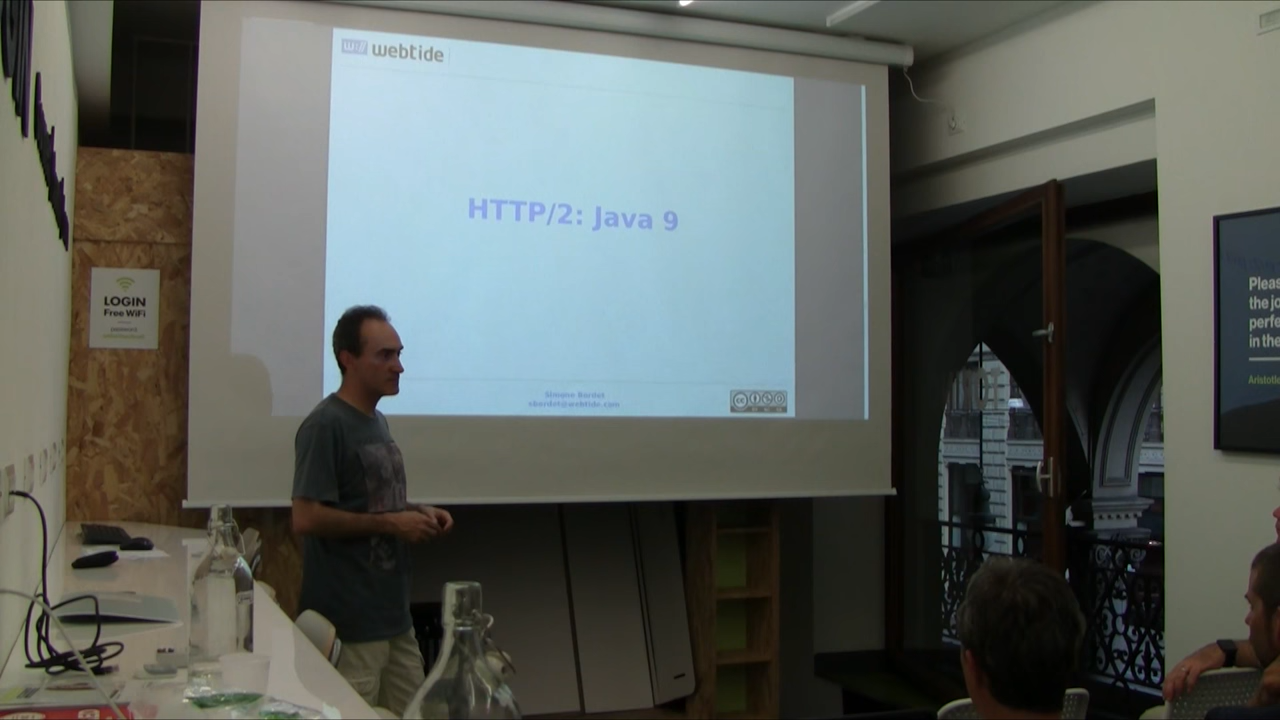 webtide
HTTP/2: Java 9
Simone Bordet
sbordet@webtide.com
LOGIN
Free WiFi
Pleas
the jo
perfe
in the
Aristotle